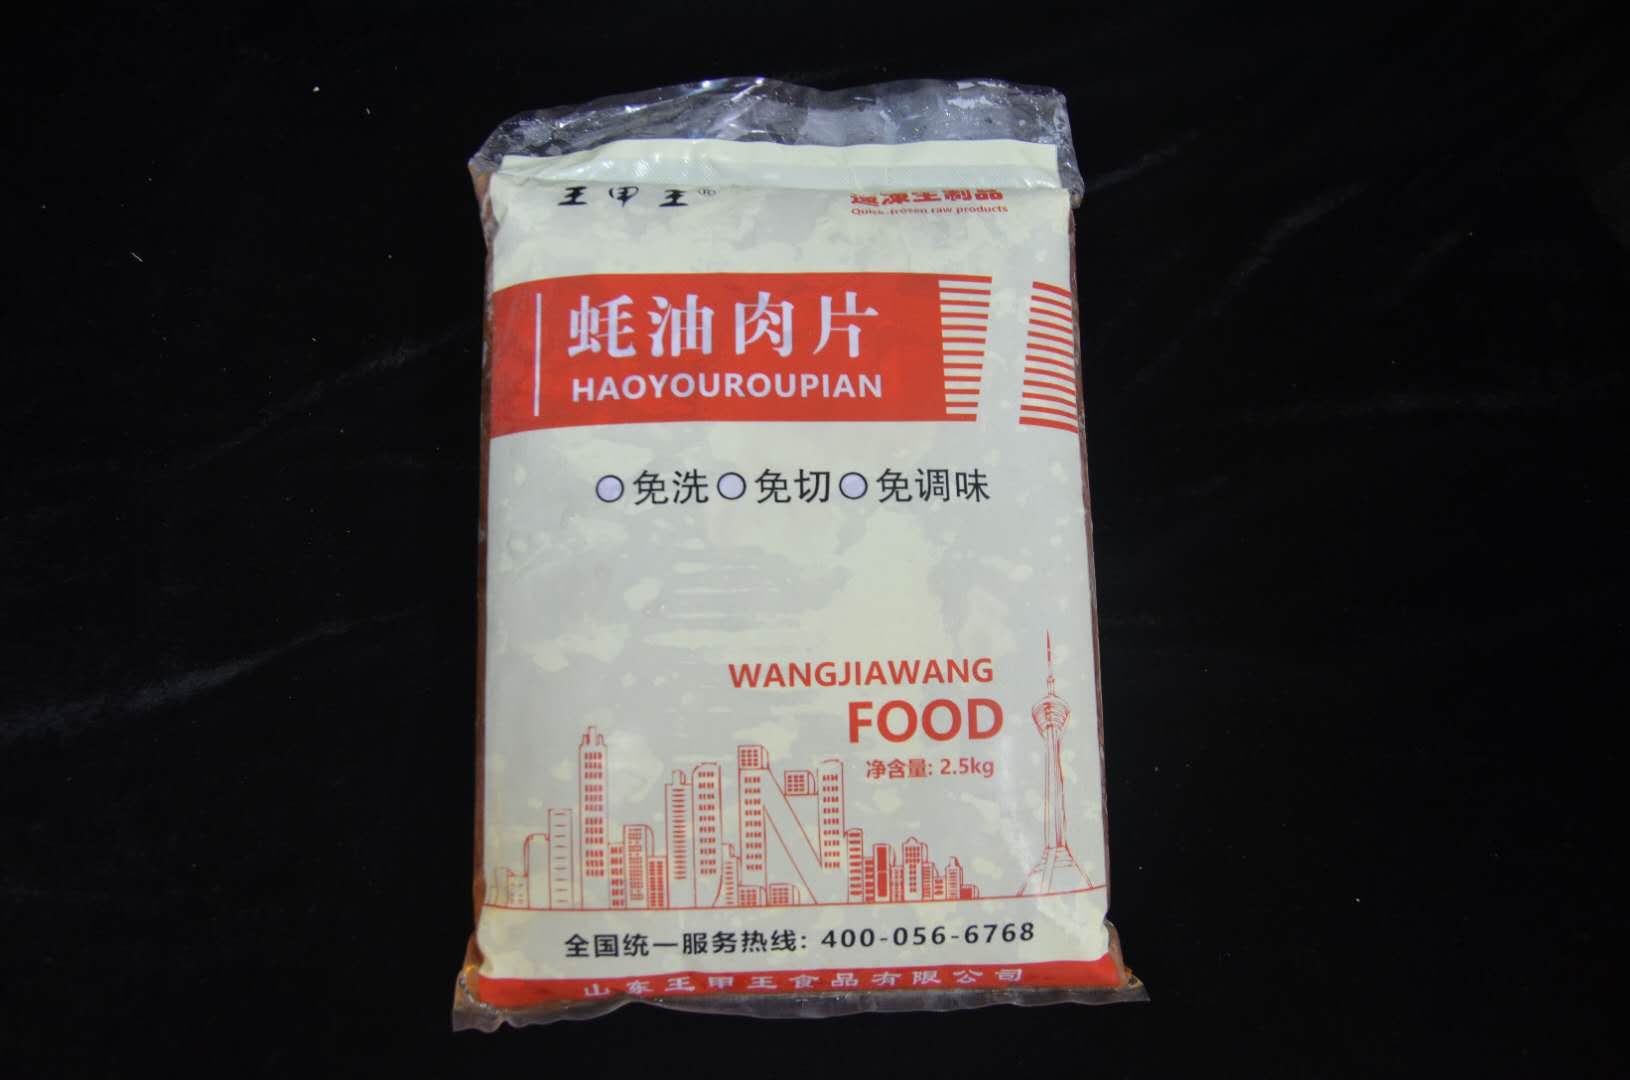 王甲王®
速冻生制品
Quick-frozen raw products
蚝油肉片
HAOYOUROUPIAN
免洗 免切 免调味
WANGJIAWANG
FOOD
净含量: 2.5kg
全国统一服务热线: 400-056-6768
山东王甲王食品有限公司